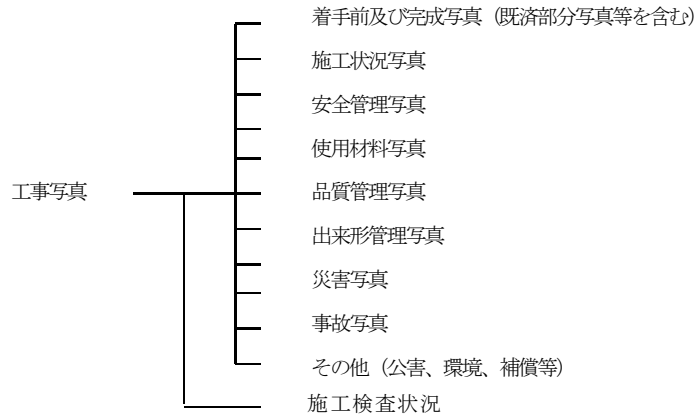 着手前及び完成写真（既済部分写真等を含む）
施工状況写真
安全管理写真
使用材料写真
工事写真
品質管理写真
出来形管理写真
災害写真
事故写真
その他（公害、環境、補償等）
施工検査状況